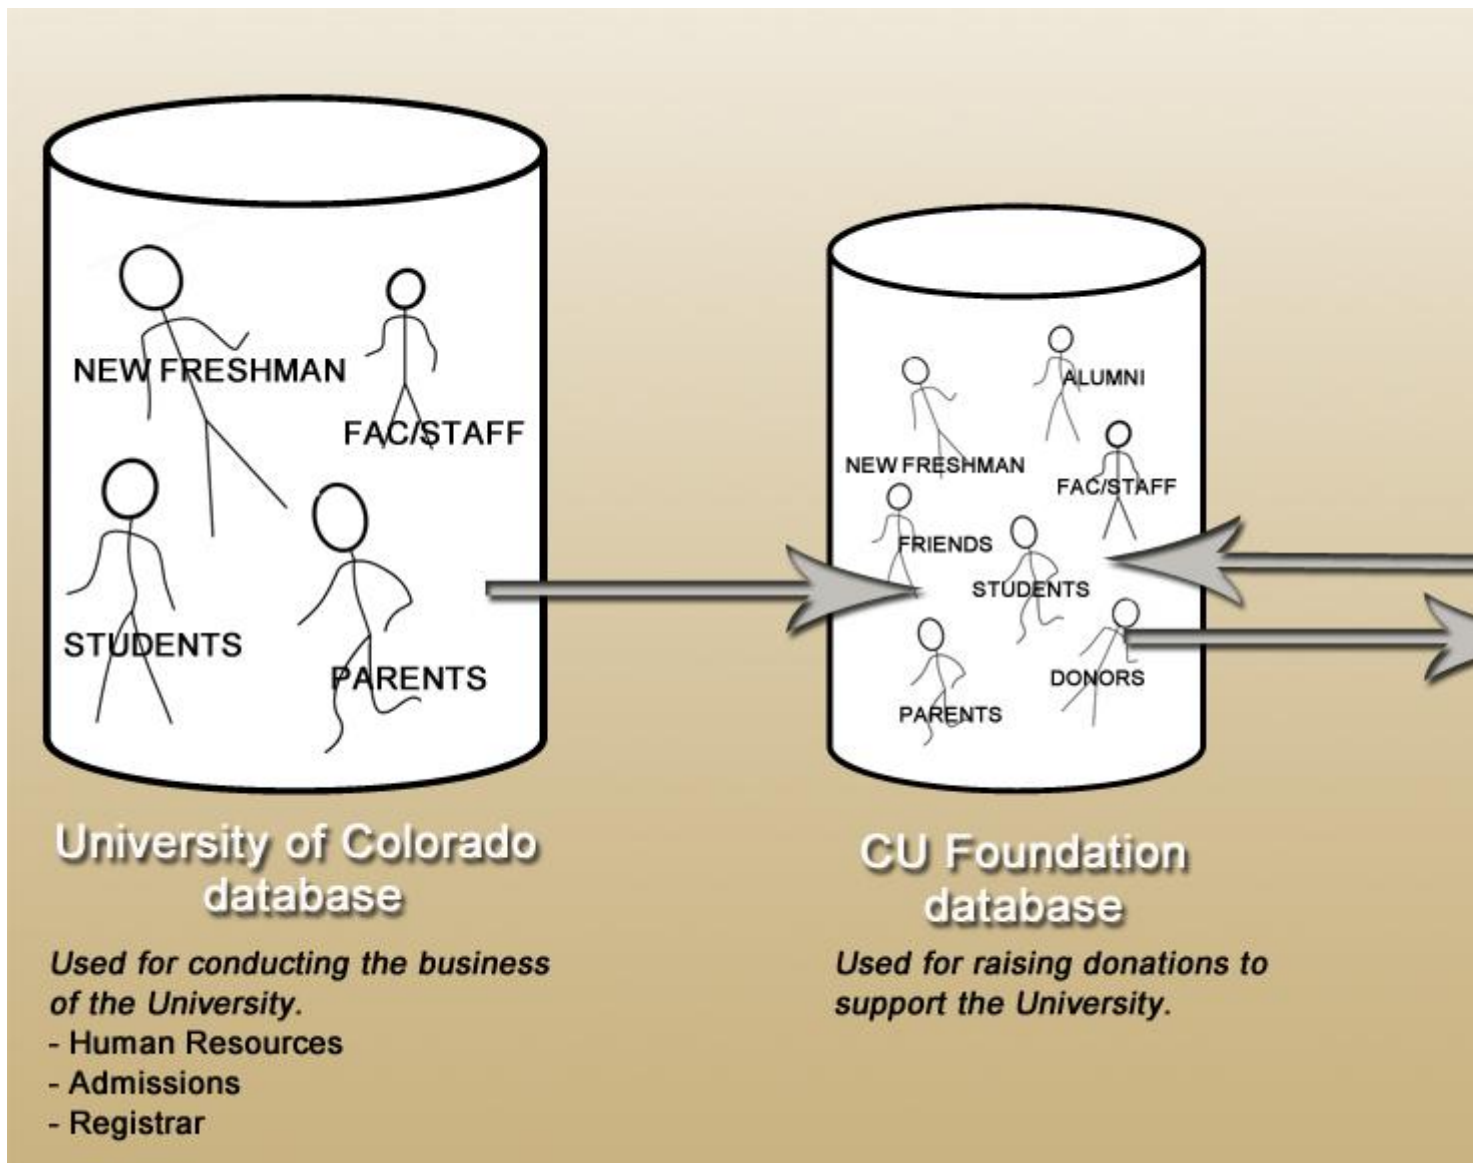 NEW FRESHMAN
FAC/STAFF
STUDENTS
PARENTS
University of Colorado
database
Used for conducting the business
of the University.
- Human Resources
- Admissions
- Registrar
ALUMNI
NEW FRESHMAN
FAC/STAFF
FRIENDS
STUDENTS
DONORS
PARENTS
CU Foundation
database
Used for raising donations to
support the University.